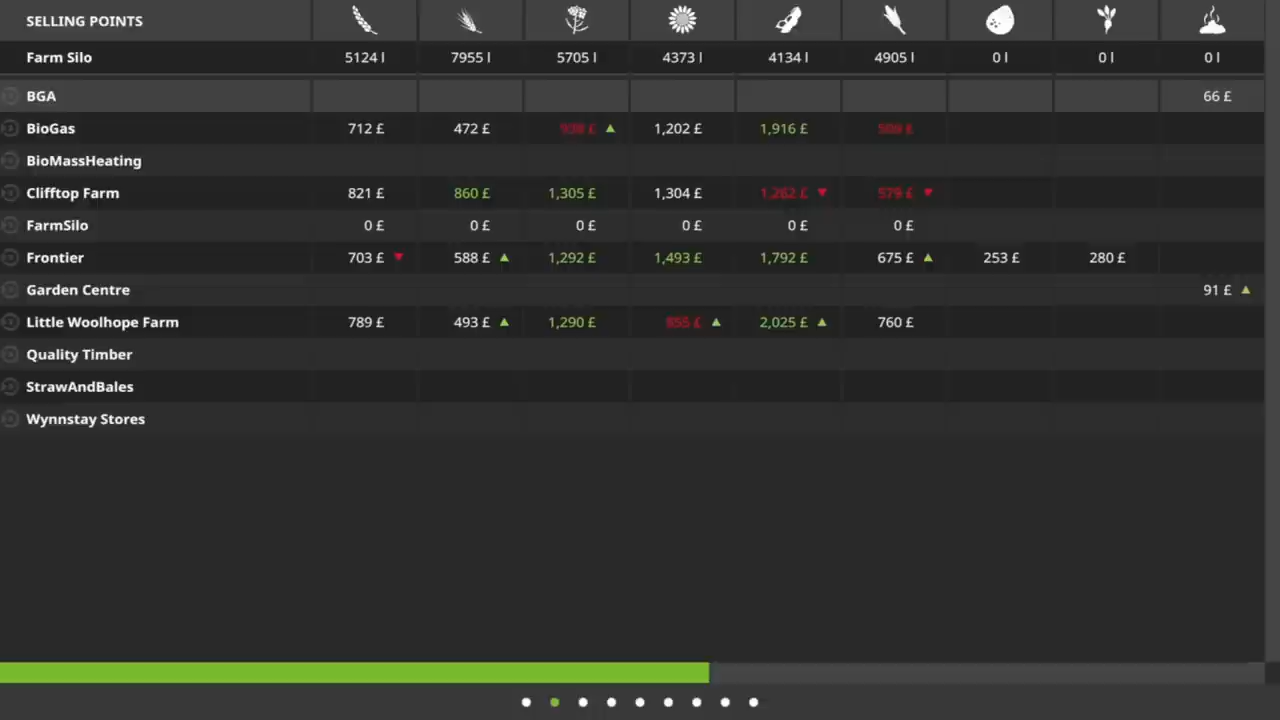 SELLING POINTS
Farm Silo 5124 l 7955 l 5705 l 4373 l 4134 l 4905 l 0 l 0 l 0 l
BGA 66 £
BioGas 712 £ 472 £ £ 1,202 £ 1,916 £ £
BioMassHeating
Clifftop Farm 821 £ 860 £ 1,305 £ 1,304 £ 1,262 £ 579 £
FarmSilo 0 £ 0 £ 0 £ 0 £ 0 £ 0 £
Frontier 703 £ 588 £ 1,292 £ 1,493 £ 1,792 £ 675 £ 253 £ 280 £
Garden Centre 91 £
Little Woolhope Farm 789 £ 493 £ 1,290 £ £ 2,025 £ 760 £
Quality Timber
StrawAndBales
Wynnstay Stores